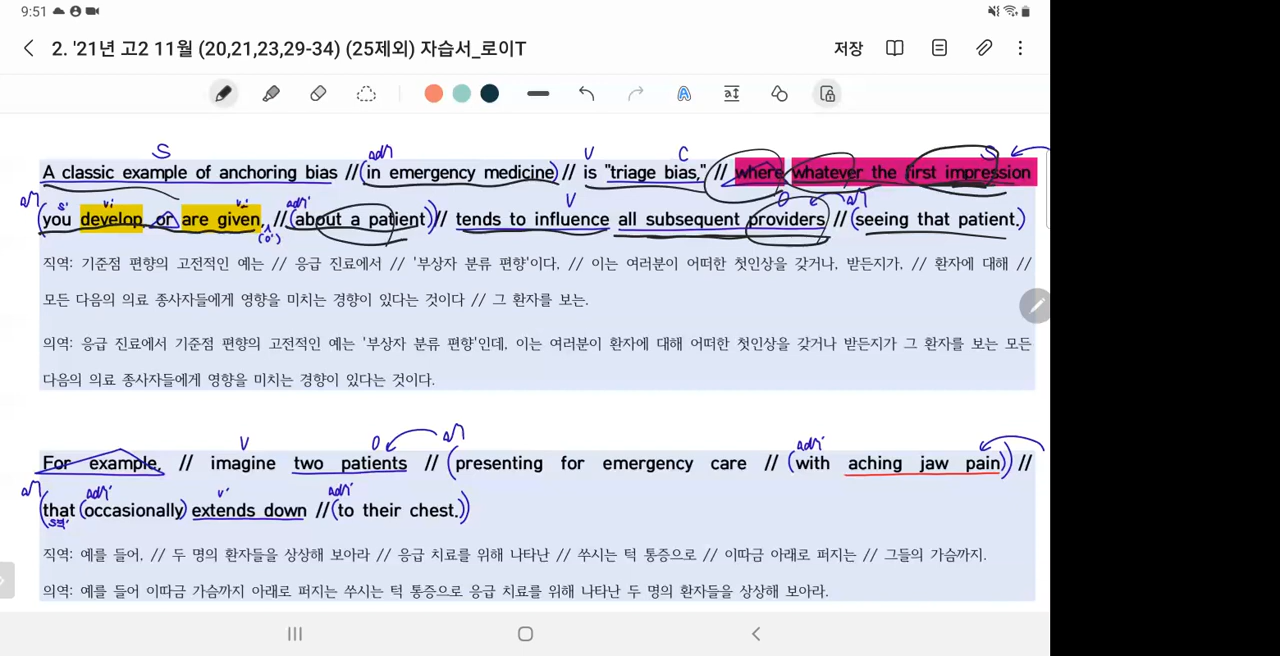 9:51
2. '21년 고2 11월 (20,21,23,29-34) (25제외) 자습서_로이T 저장
S adj' V C S
A classic example of anchoring bias //(in emergency medicine)// is "triage bias," // where whatever the first impression
s' v₁' v₂' adj' V O
(you develop or are given, //(about a patient)// tends to influence all subsequent providers //(seeing that patient.)
(o')
직역: 기준점 편향의 고전적인 예는 // 응급 진료에서 // '부상자 분류 편향'이다, // 이는 여러분이 어떠한 첫인상을 갖거나, 받든지가, // 환자에 대해 //
모든 다음의 의료 종사자들에게 영향을 미치는 경향이 있다는 것이다 // 그 환자를 보는.
의역: 응급 진료에서 기준점 편향의 고전적인 예는 '부상자 분류 편향'인데, 이는 여러분이 환자에 대해 어떠한 첫인상을 갖거나 받든지가 그 환자를 보는 모든
다음의 의료 종사자들에게 영향을 미치는 경향이 있다는 것이다.
V O adj'
For example, // imagine two patients //(presenting for emergency care //(with aching jaw pain))//
adj' v' adj'
(that (occasionally) extends down //(to their chest.))
직역: 예를 들어, // 두 명의 환자들을 상상해 보아라 // 응급 치료를 위해 나타난 // 쑤시는 턱 통증으로 // 이따금 아래로 퍼지는 // 그들의 가슴까지.
의역: 예를 들어 이따금 가슴까지 아래로 퍼지는 쑤시는 턱 통증으로 응급 치료를 위해 나타난 두 명의 환자들을 상상해 보아라.